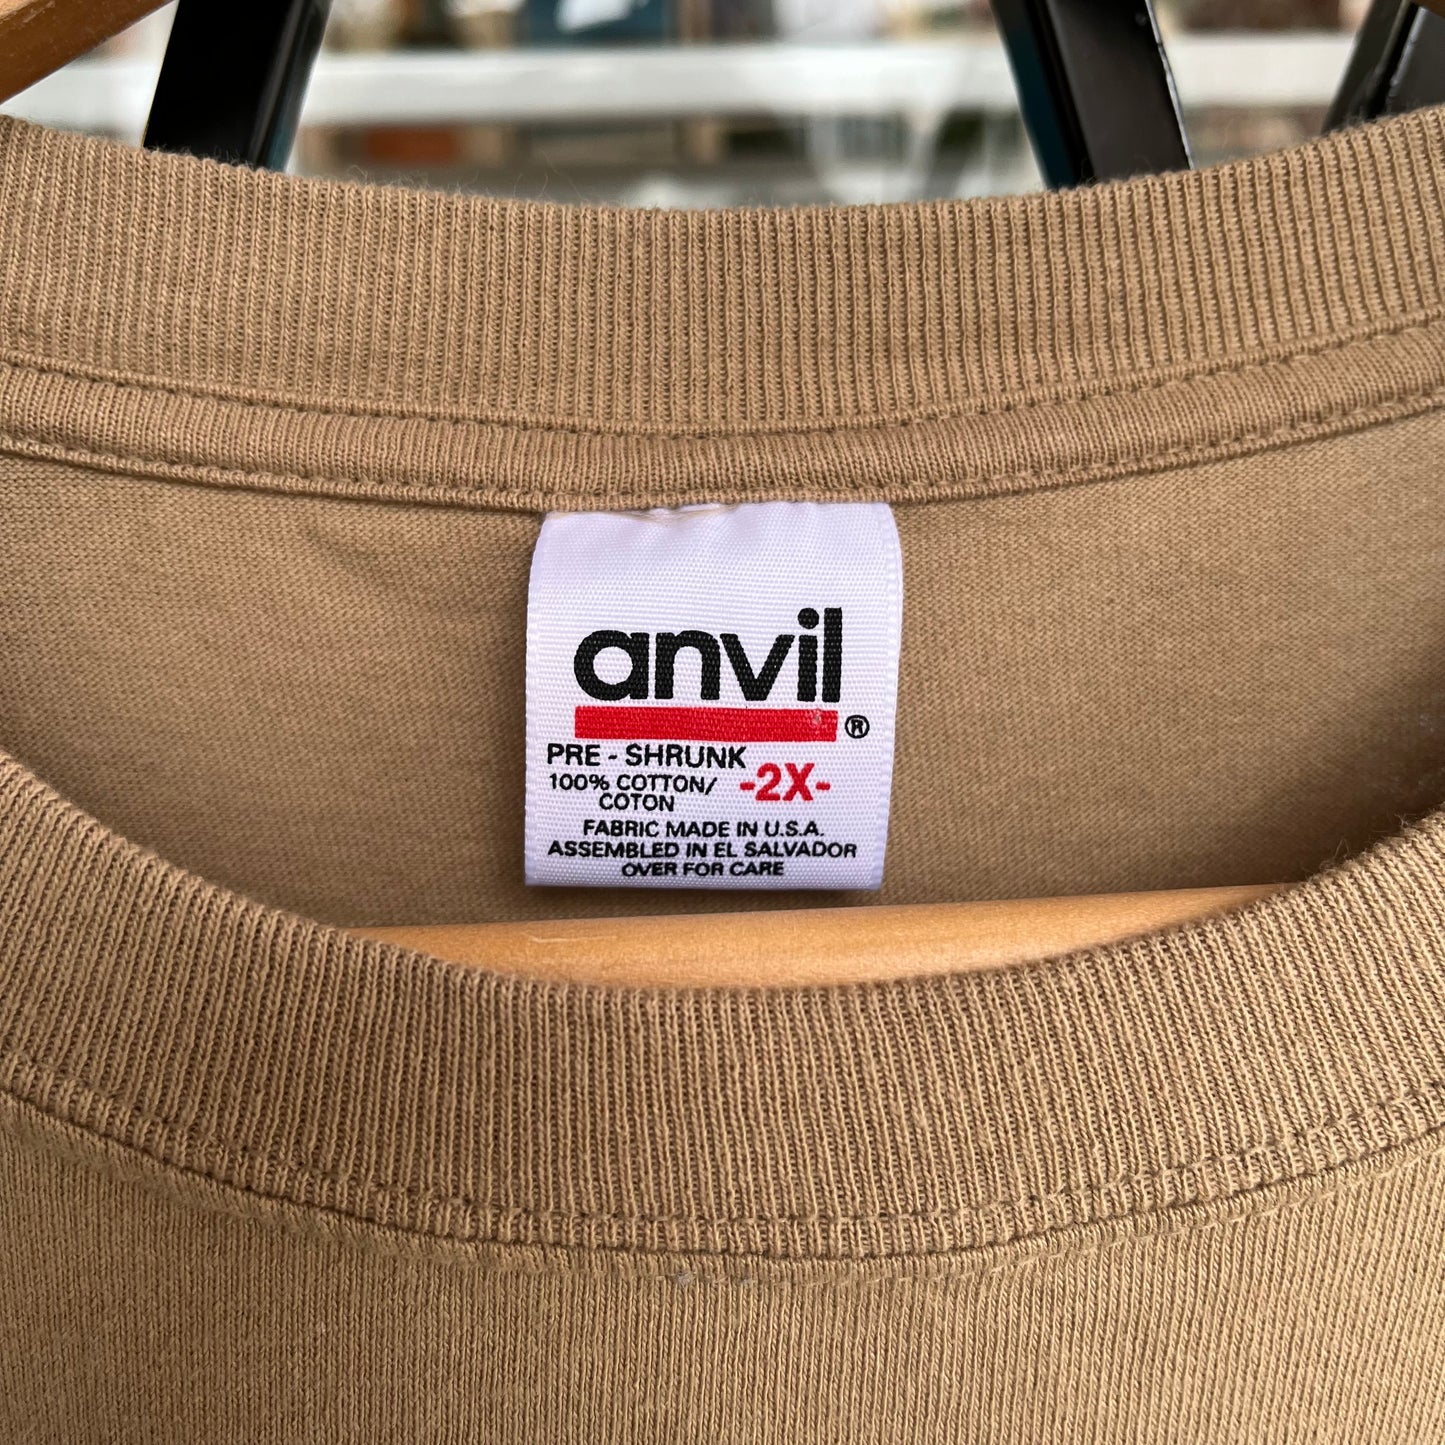 anvil®
PRE - SHRUNK
100% COTTON/
COTON
-2X-
FABRIC MADE IN U.S.A.
ASSEMBLED IN EL SALVADOR
OVER FOR CARE